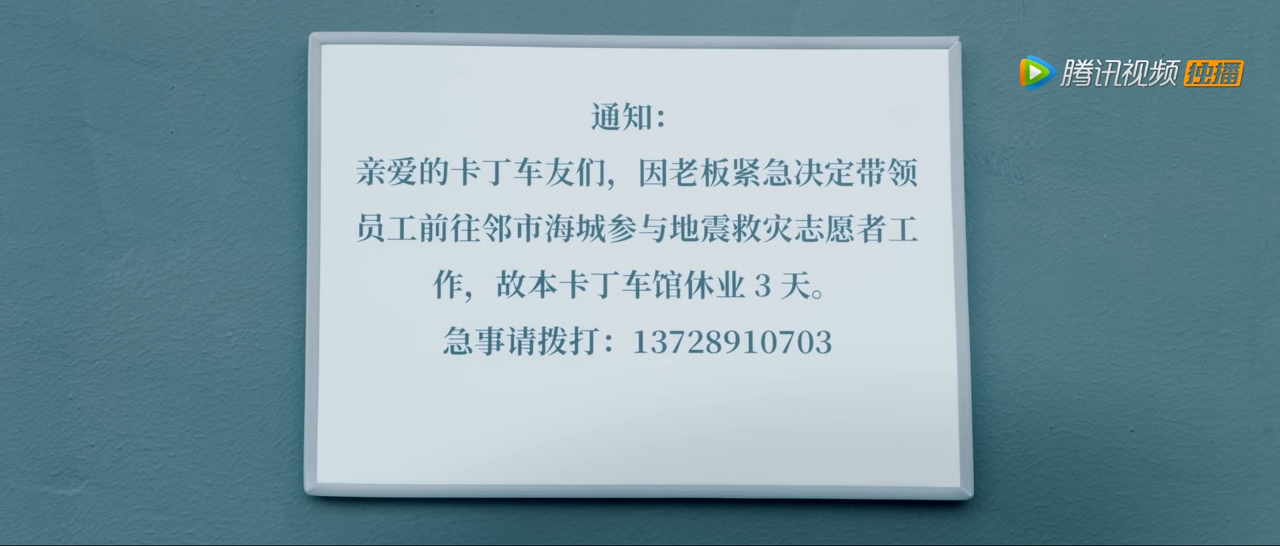 腾讯视频 独播
通知：
亲爱的卡丁车友们，因老板紧急决定带领
员工前往邻市海城参与地震救灾志愿者工
作，故本卡丁车馆休业 3 天。
急事请拨打：13728910703